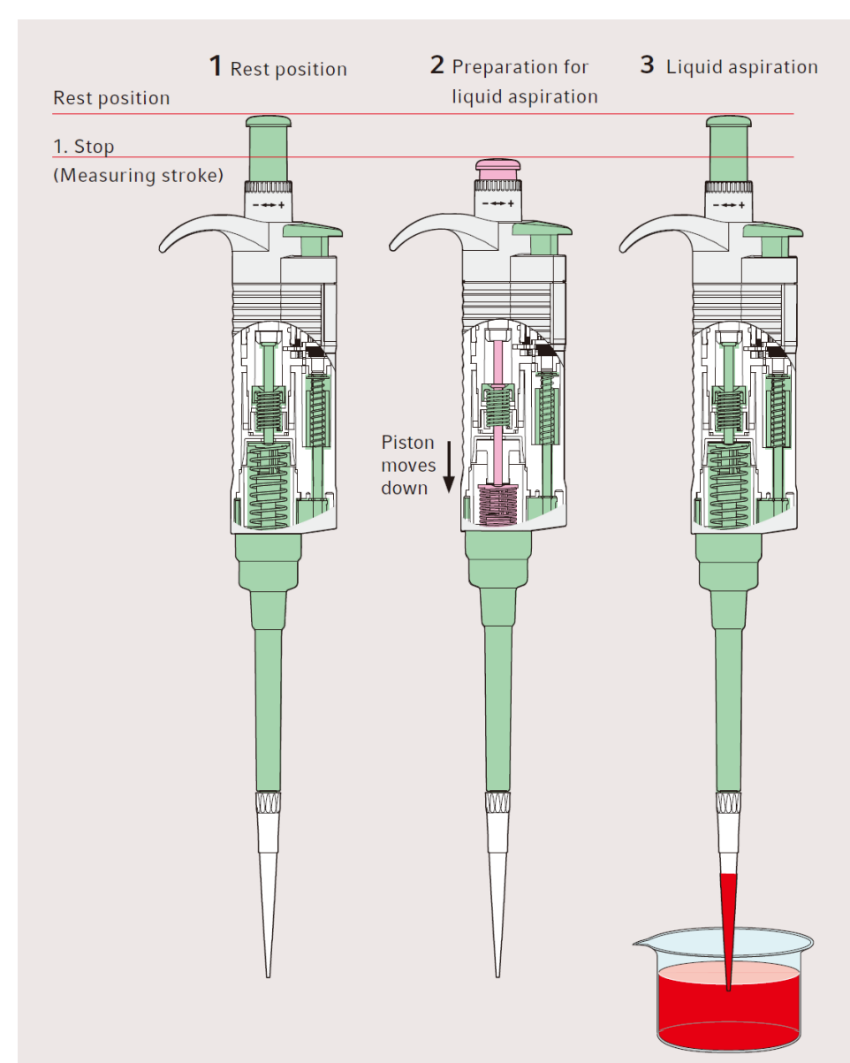 1 Rest position
2 Preparation for
liquid aspiration
3 Liquid aspiration
Rest position
1. Stop
(Measuring stroke)
- +
- +
- +
Piston
moves
down